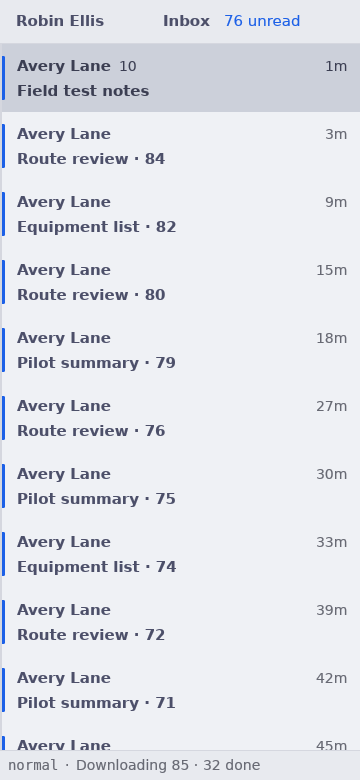 Robin Ellis Inbox 76 unread
Avery Lane 10 1m
Field test notes
Avery Lane 3m
Route review · 84
Avery Lane 9m
Equipment list · 82
Avery Lane 15m
Route review · 80
Avery Lane 18m
Pilot summary · 79
Avery Lane 27m
Route review · 76
Avery Lane 30m
Pilot summary · 75
Avery Lane 33m
Equipment list · 74
Avery Lane 39m
Route review · 72
Avery Lane 42m
Pilot summary · 71
Avery Lane 45m
normal · Downloading 85 · 32 done